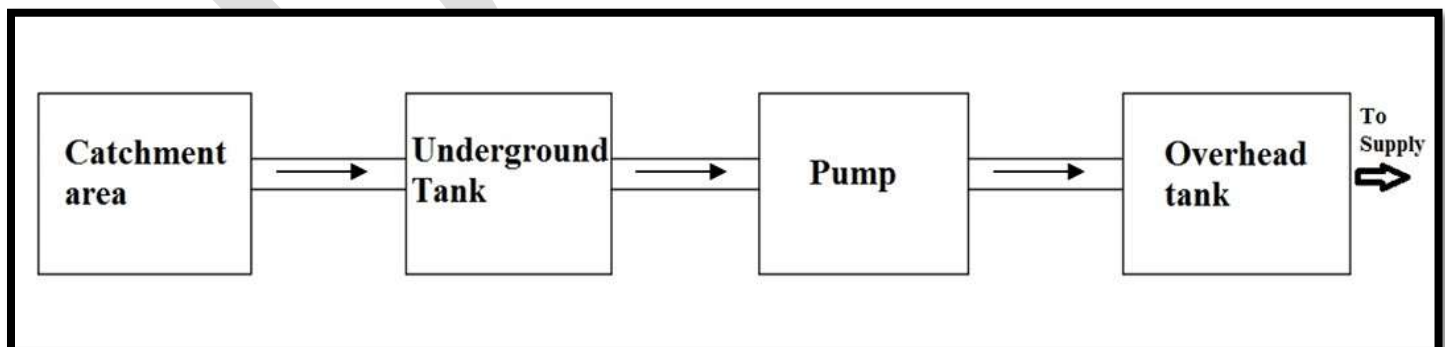 Catchment
area
Underground
Tank
Pump
Overhead
tank
To
Supply